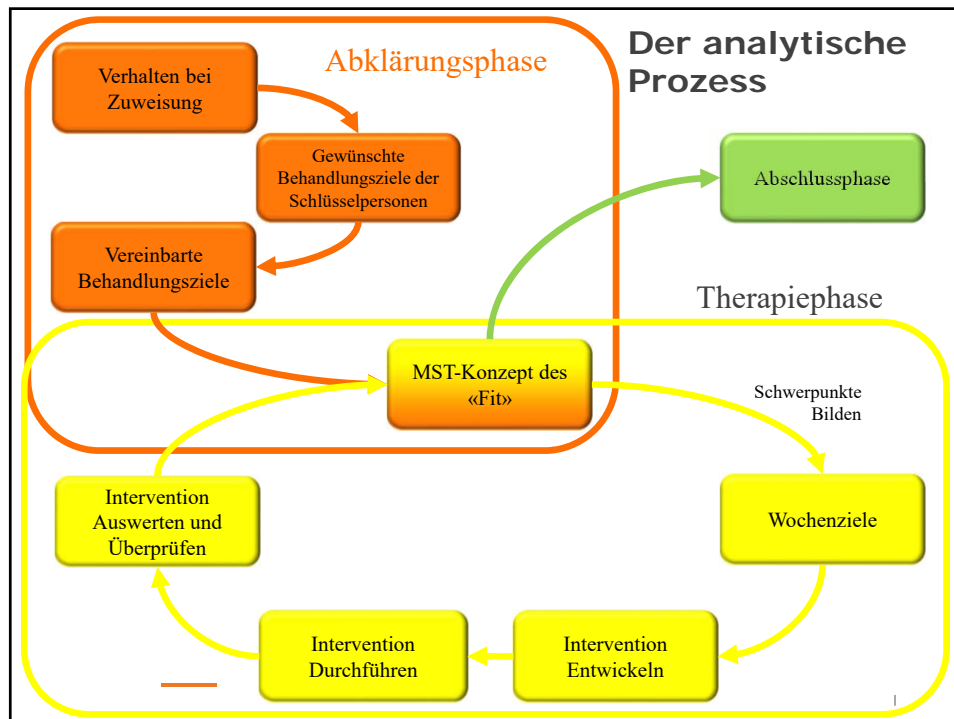 Der analytische
Prozess
Abklärungsphase
Verhalten bei
Zuweisung
Gewünschte
Behandlungsziele der
Schlüsselpersonen
Vereinbarte
Behandlungsziele
Abschlussphase
Therapiephase
MST-Konzept des
«Fit»
Schwerpunkte
Bilden
Wochenziele
Intervention
Entwickeln
Intervention
Durchführen
Intervention
Auswerten und
Überprüfen